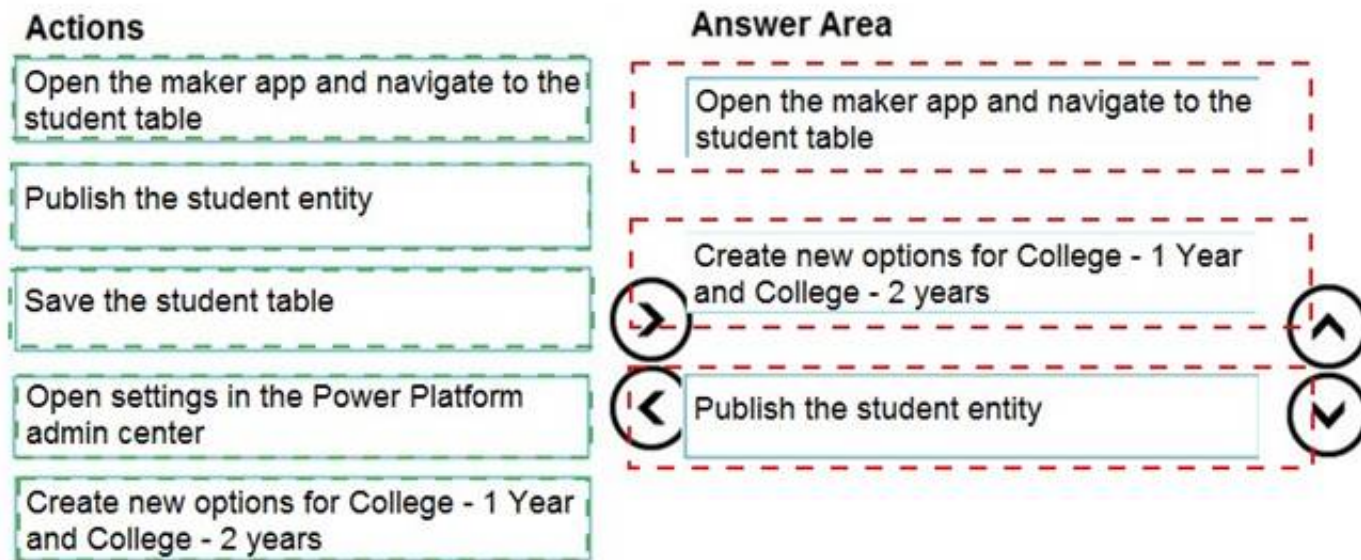 Actions
Open the maker app and navigate to the
student table
Publish the student entity
Save the student table
Open settings in the Power Platform
admin center
Create new options for College - 1 Year
and College - 2 years
Answer Area
Open the maker app and navigate to the
student table
Create new options for College - 1 Year
and College - 2 years
Publish the student entity